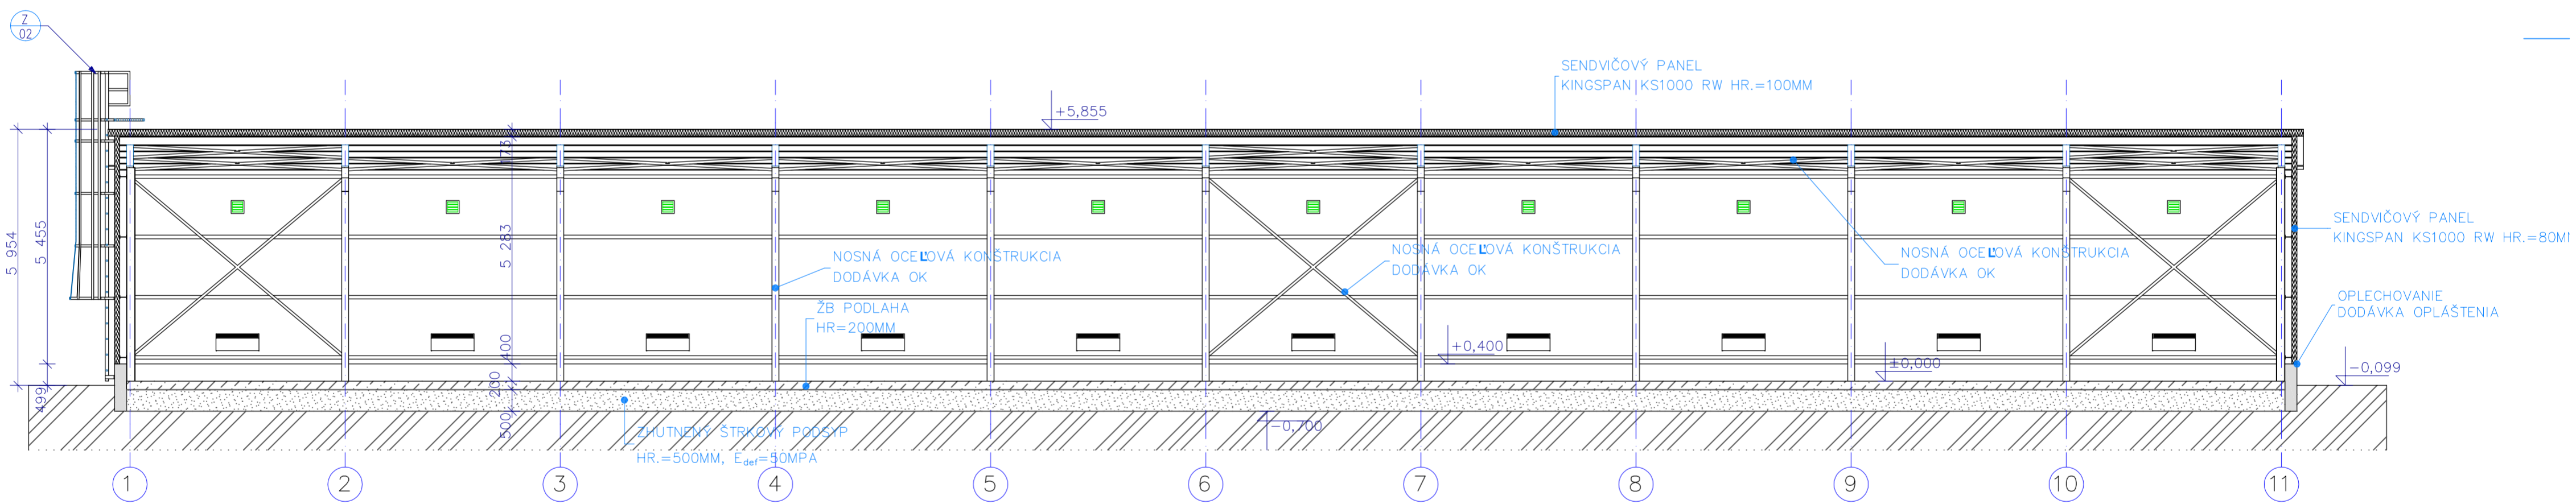 Z
02
SENDVIČOVÝ PANEL
KINGSPAN KS1000 RW HR.=100MM
+5,855
173
5 954
5 455
5 283
SENDVIČOVÝ PANEL
KINGSPAN KS1000 RW HR.=80M
NOSNÁ OCEĽOVÁ KONŠTRUKCIA
DODÁVKA OK
NOSNÁ OCEĽOVÁ KONŠTRUKCIA
DODÁVKA OK
NOSNÁ OCEĽOVÁ KONŠTRUKCIA
DODÁVKA OK
ŽB PODLAHA
HR=200MM
OPLECHOVANIE
DODÁVKA OPLÁŠTENIA
400
+0,400
±0,000
-0,099
499
200
500
-0,700
ZHUTNENÝ ŠTRKOVÝ PODSYP
HR.=500MM, Edef=50MPA
1
2
3
4
5
6
7
8
9
10
11